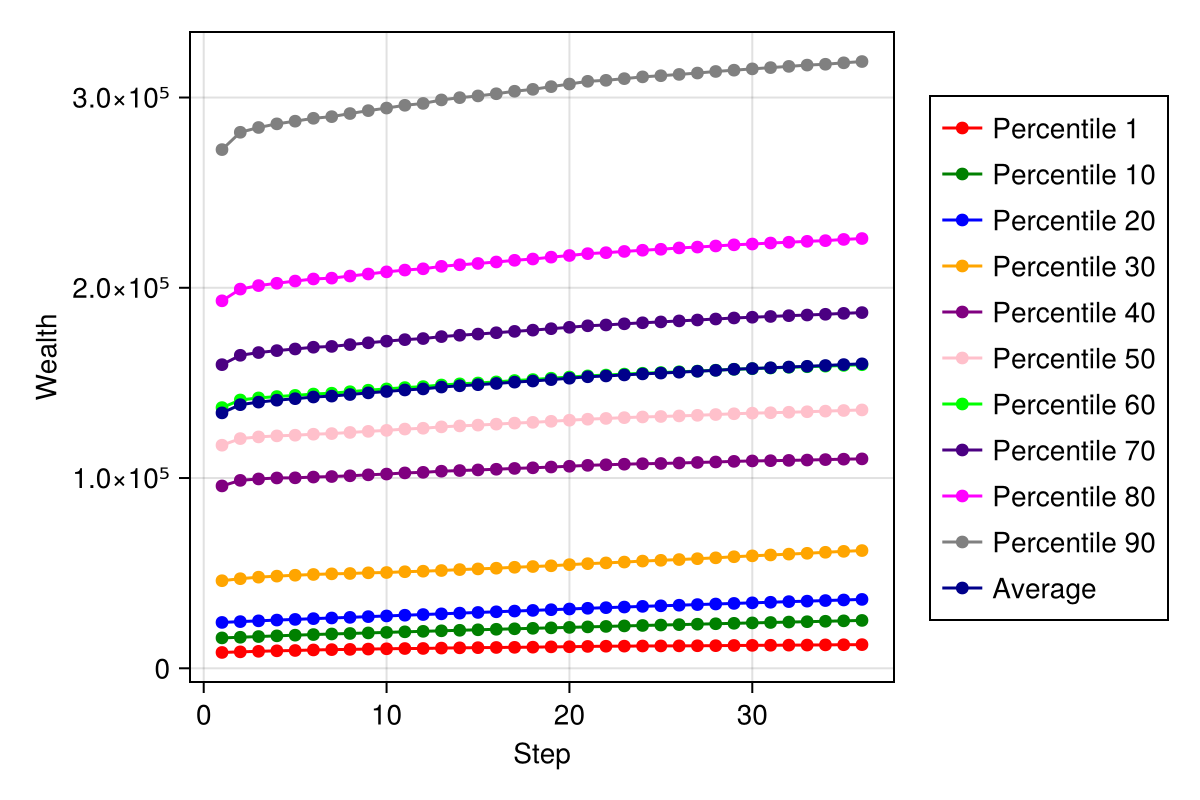 3.0×10⁵
2.0×10⁵
1.0×10⁵
0
Wealth
0 10 20 30
Step
Percentile 1
Percentile 10
Percentile 20
Percentile 30
Percentile 40
Percentile 50
Percentile 60
Percentile 70
Percentile 80
Percentile 90
Average